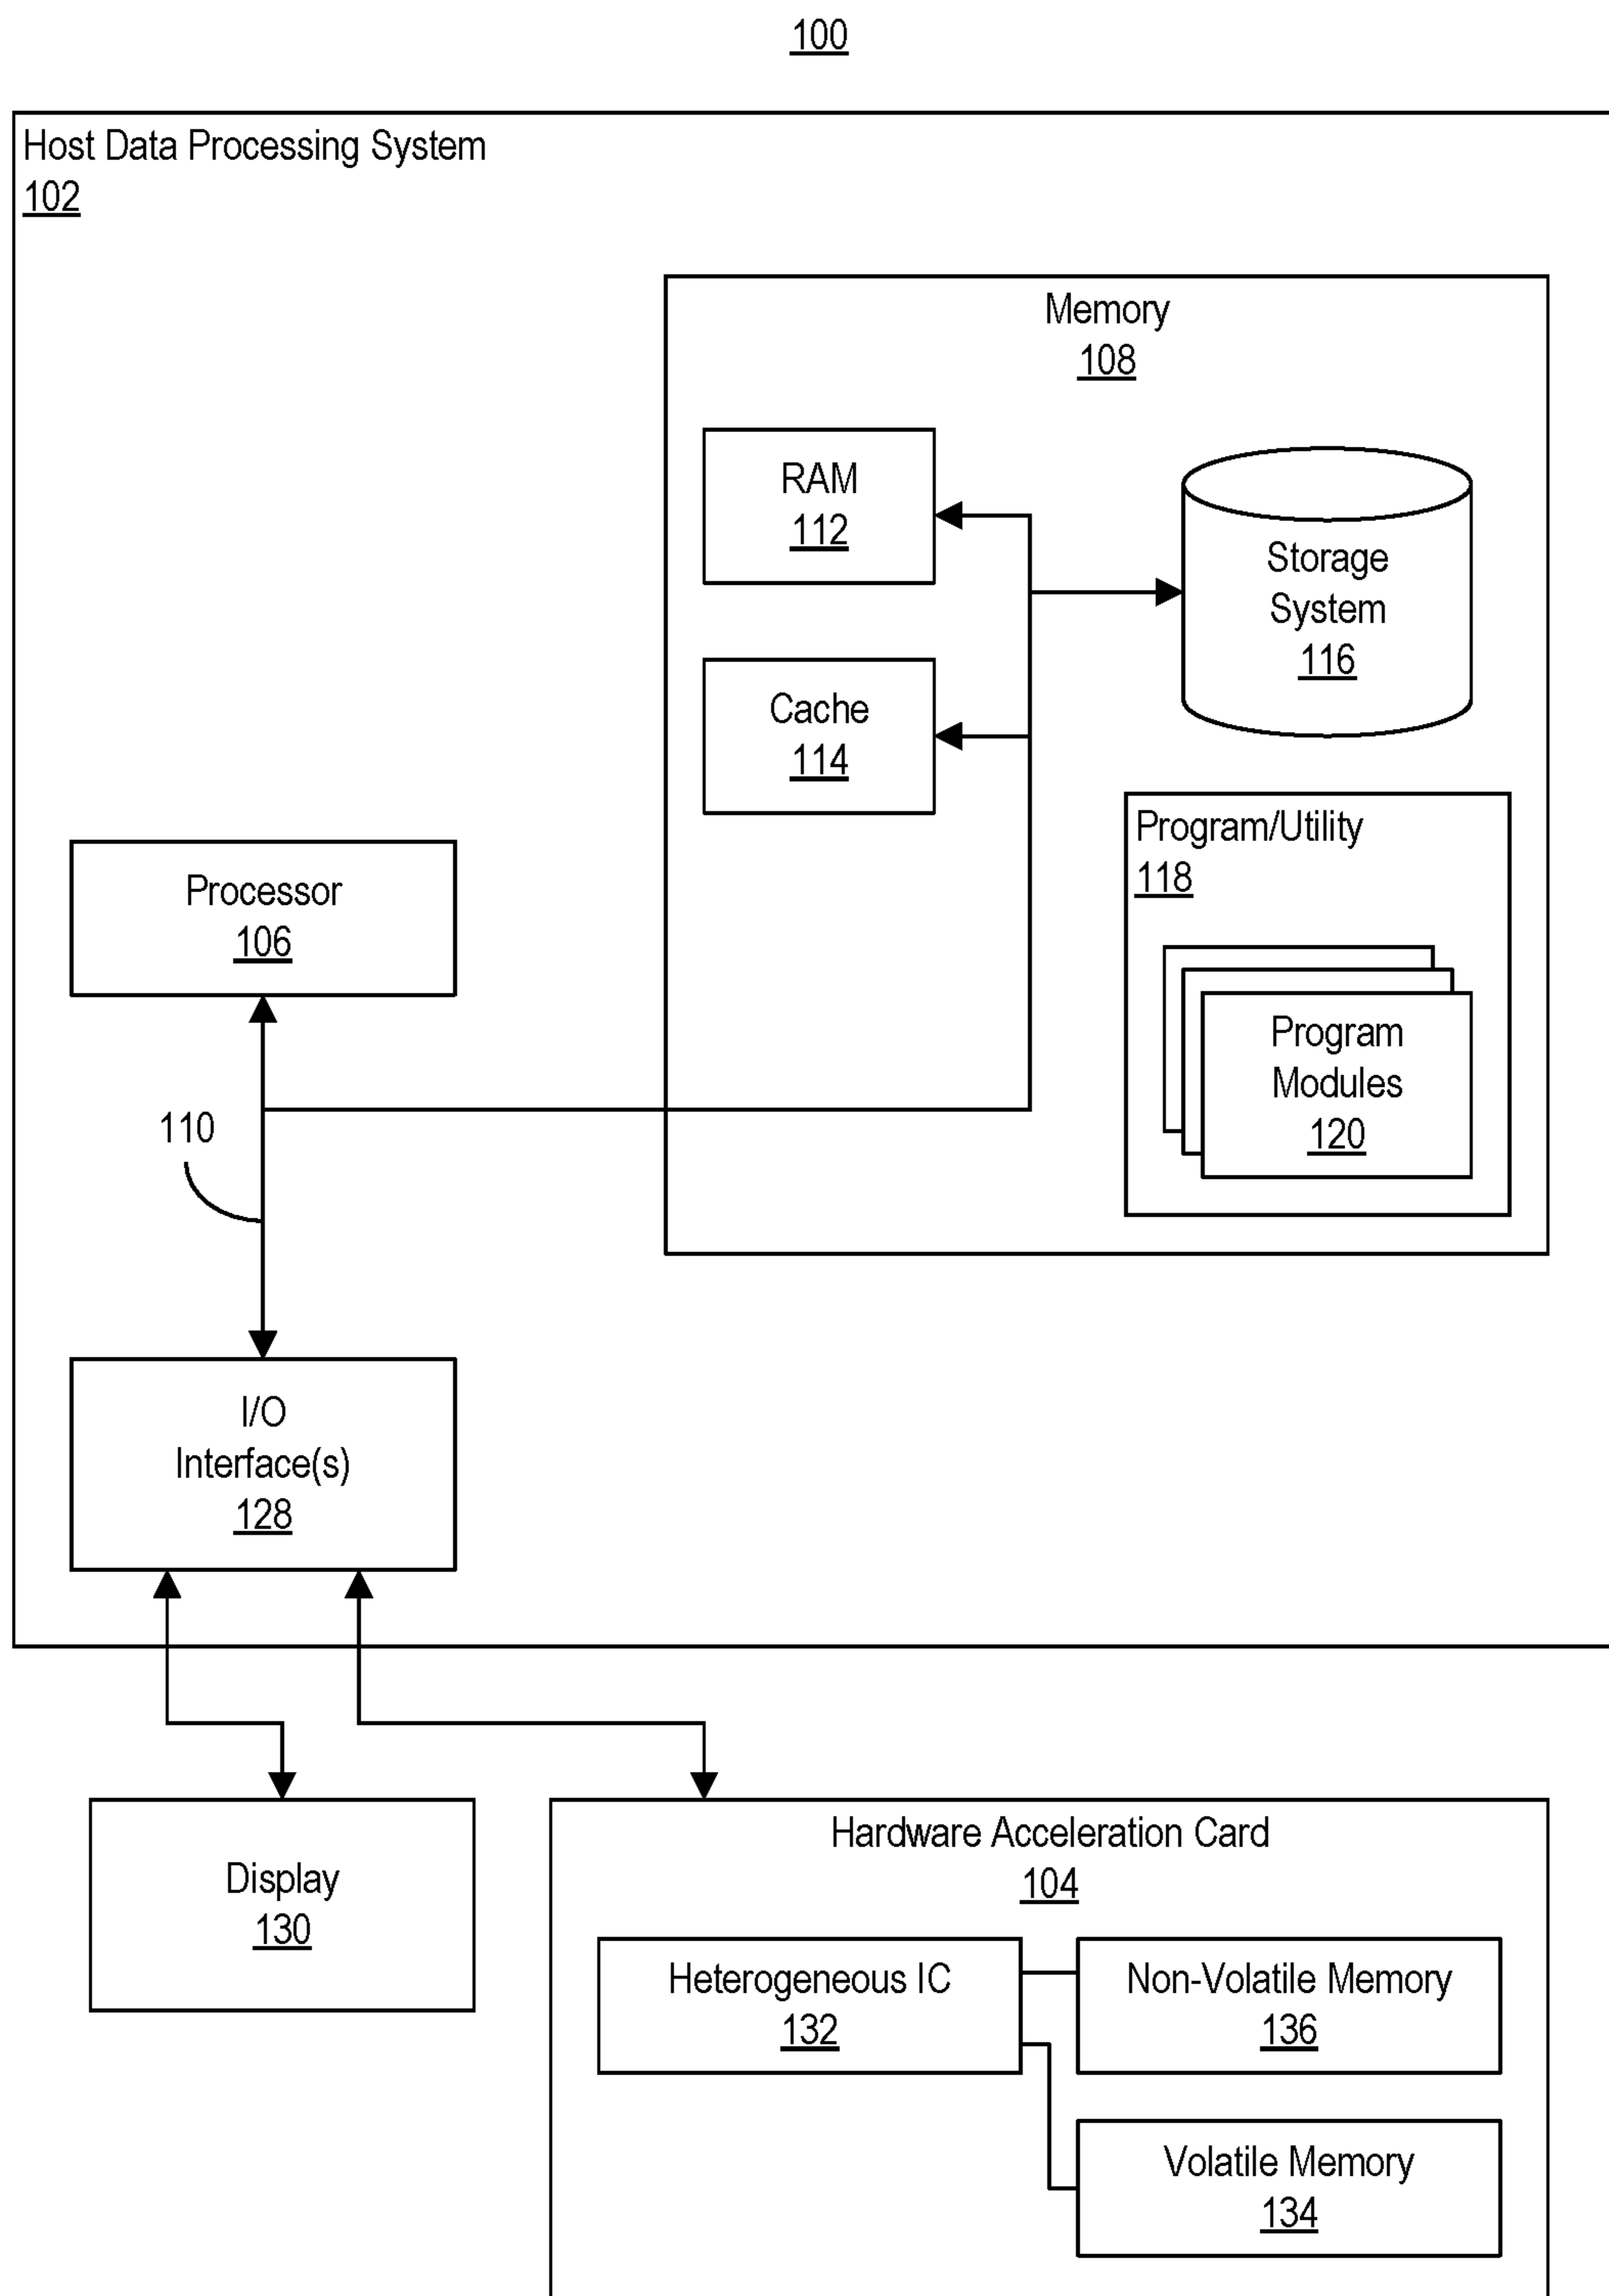 100
Host Data Processing System
102
Memory
108
RAM
112
Storage
System
116
Cache
114
Program/Utility
118
Processor
106
Program
Modules
120
110
I/O
Interface(s)
128
Display
130
Hardware Acceleration Card
104
Heterogeneous IC
132
Non-Volatile Memory
136
Volatile Memory
134